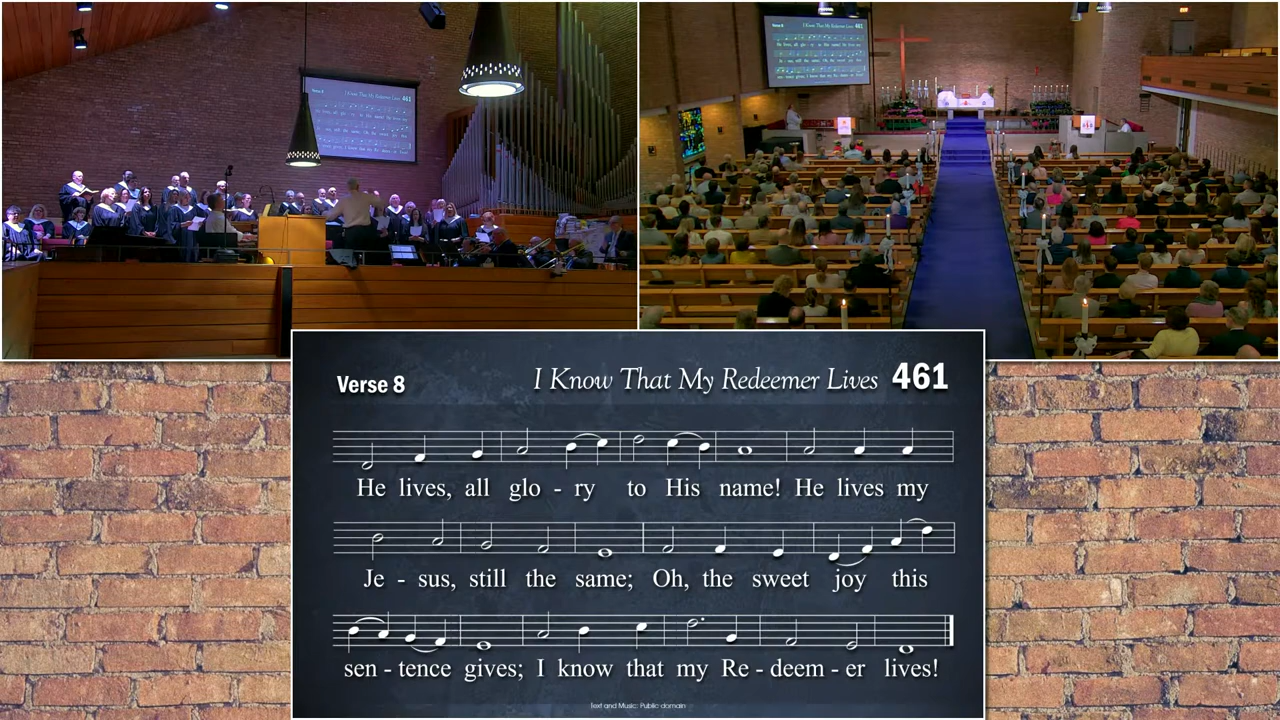 Verse 8
I Know That My Redeemer Lives 461
He lives, all glo - ry to His name! He lives my
Je - sus, still the same; Oh, the sweet joy this
sen - tence gives; I know that my Re - deem - er lives!
Text and Music: Public domain